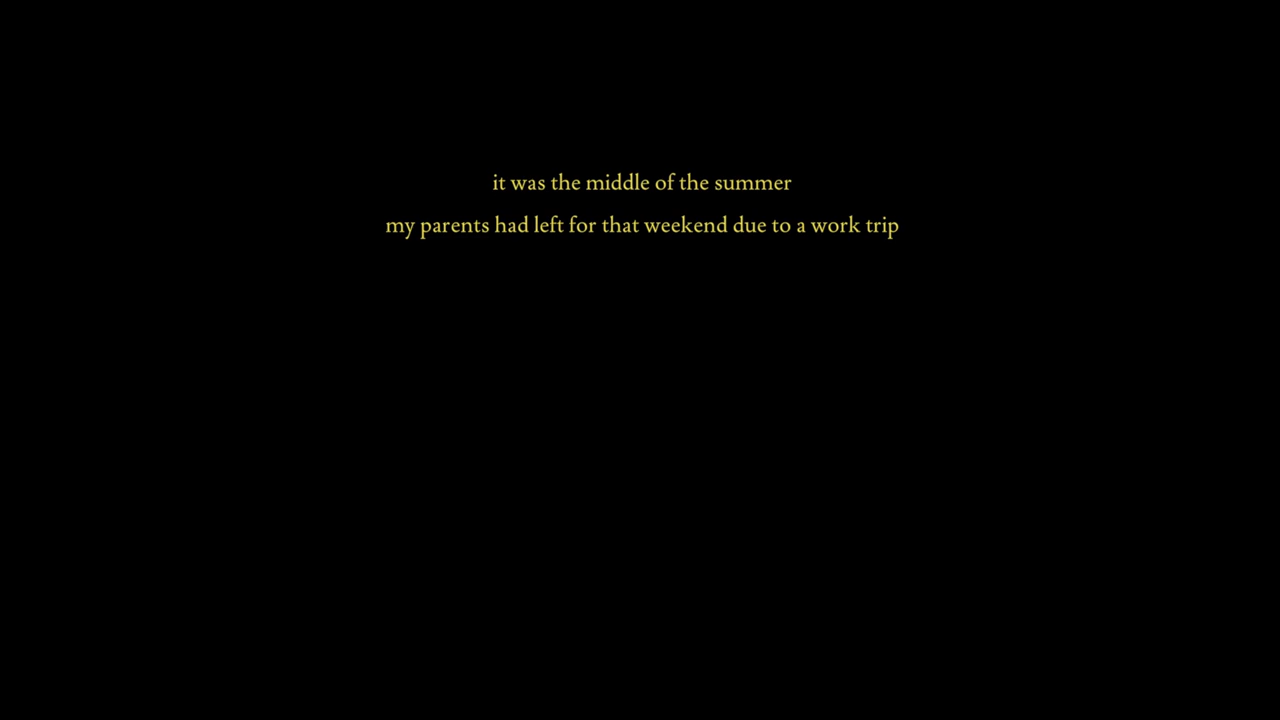 it was the middle of the summer
my parents had left for that weekend due to a work trip